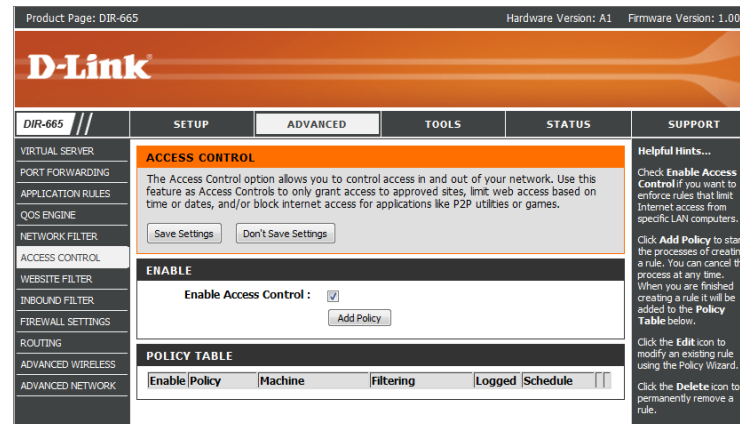 Product Page: DIR-665 Hardware Version: A1 Firmware Version: 1.00
D-Link
DIR-665 SETUP ADVANCED TOOLS STATUS SUPPORT
VIRTUAL SERVER
PORT FORWARDING
APPLICATION RULES
QOS ENGINE
NETWORK FILTER
ACCESS CONTROL
WEBSITE FILTER
INBOUND FILTER
FIREWALL SETTINGS
ROUTING
ADVANCED WIRELESS
ADVANCED NETWORK
ACCESS CONTROL
The Access Control option allows you to control access in and out of your network. Use this
feature as Access Controls to only grant access to approved sites, limit web access based on
time or dates, and/or block internet access for applications like P2P utilities or games.
Save Settings Don't Save Settings
ENABLE
Enable Access Control :
Add Policy
POLICY TABLE
Enable Policy Machine Filtering Logged Schedule
Helpful Hints...
Check Enable Access
Control if you want to
enforce rules that limit
Internet access from
specific LAN computers.
Click Add Policy to star
the processes of creatin
a rule. You can cancel th
process at any time.
When you are finished
creating a rule it will be
added to the Policy
Table below.
Click the Edit icon to
modify an existing rule
using the Policy Wizard.
Click the Delete icon to
permanently remove a
rule.